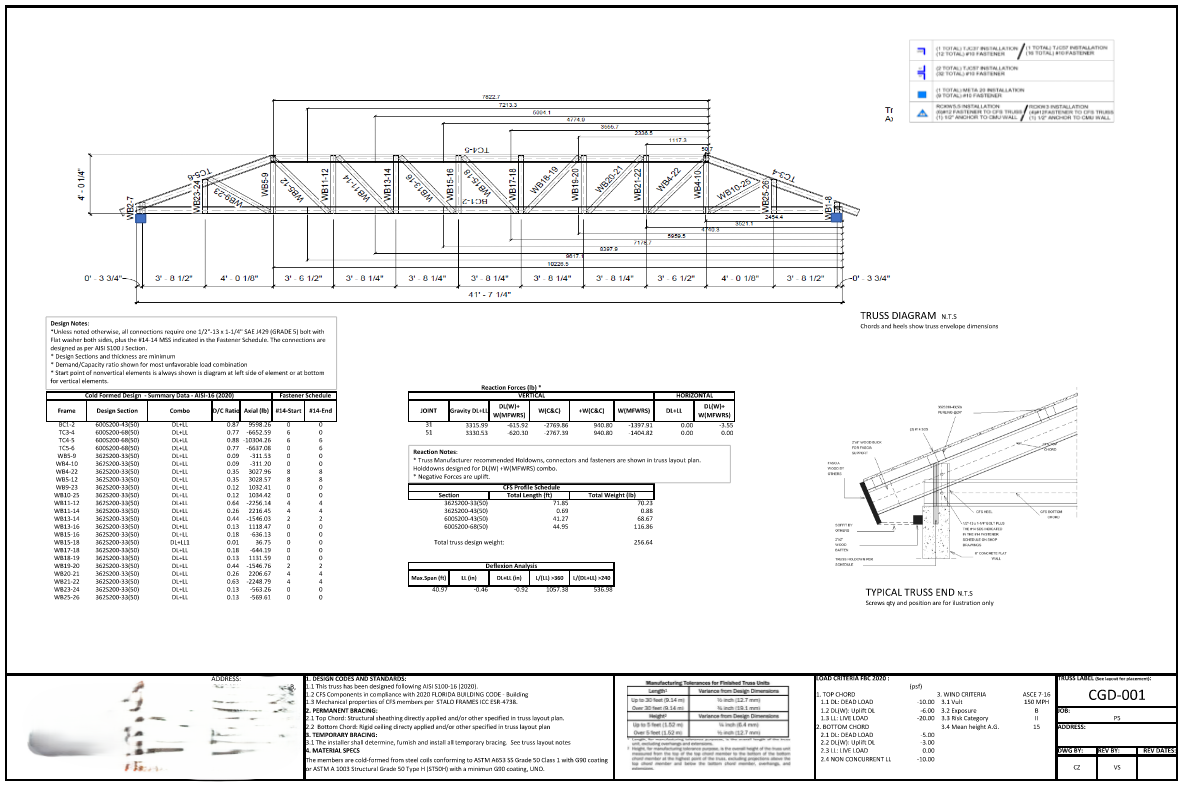 (1 TOTAL) TJC37 INSTALLATION / (1 TOTAL) TJC57 INSTALLATION
(12 TOTAL) #10 FASTENER (16 TOTAL) #10 FASTENER
(2 TOTAL) TJC37 INSTALLATION
(32 TOTAL) #10 FASTENER
(1 TOTAL) META 20 INSTALLATION
(8 TOTAL) #10 FASTENER
FASTENER TO CFS TRUSS
(1) 1/2" ANCHOR TO CMU WALL / (1) 1/2" ANCHOR TO CMU WALL
7822.7
7213.3
4774.0
2336.5
1117.3
4' - 0 1/4"
TC5-6
TC4-5
TC3-4
WB2-7
WB23-24
WB9-23
WB5-9
WB5-12
WB11-12
WB11-14
WB13-14
WB13-16
WB15-16
WB15-18
BC1-2
WB17-18
WB18-19
WB19-20
WB20-21
WB21-22
WB4-22
WB4-10
WB10-25
WB25-26
WB1-8
2484.4
3521.1
4740.3
5959.5
8397.9
9617.1
10226.5
0' - 3 3/4"
3' - 8 1/2"
4' - 0 1/8"
3' - 6 1/2"
3' - 8 1/4"
3' - 8 1/4"
3' - 8 1/4"
3' - 8 1/4"
3' - 8 1/4"
3' - 6 1/2"
4' - 0 1/8"
3' - 8 1/2"
0' - 3 3/4"
41' - 7 1/4"
TRUSS DIAGRAM N.T.S
Chords and heels show truss envelope dimensions
Design Notes:
*Unless noted otherwise, all connections require one 1/2"-13 x 1-1/4" SAE J429 (GRADE 5) bolt with
Flat washer both sides, plus the #14-14 MSS indicated in the Fastener Schedule. The connections are
designed as per AISI S100 J Section.
* Design Sections and thickness are minimum
* Demand/Capacity ratio shown for most unfavorable load combination
* Start point of nonvertical elements is always shown is diagram at left side of element or at bottom
for vertical elements.
Cold Formed Design - Summary Data - AISI-16 (2020) Fastener Schedule
Frame Design Section Combo D/C Ratio Axial (lb) #14-Start #14-End
BC1-2 600S200-43(50) DL+LL 0.87 9598.26 0 0
TC3-4 600S200-68(50) DL+LL 0.77 -6652.59 6 6
TC4-5 600S200-68(50) DL+LL 0.88 -10304.26 6 6
TC5-6 600S200-68(50) DL+LL 0.77 -6637.08 6 6
WB5-9 362S200-33(50) DL+LL 0.09 -311.55 0 0
WB4-10 362S200-33(50) DL+LL 0.09 -311.20 0 0
WB4-22 362S200-33(50) DL+LL 0.35 3027.96 8 8
WB5-12 362S200-33(50) DL+LL 0.35 3028.57 8 8
WB9-23 362S200-33(50) DL+LL 0.12 1032.41 0 0
WB10-25 362S200-33(50) DL+LL 0.12 1034.42 0 0
WB11-12 362S200-33(50) DL+LL 0.64 -2256.14 4 4
WB11-14 362S200-33(50) DL+LL 0.26 2216.45 4 4
WB13-14 362S200-33(50) DL+LL 0.44 -1546.03 2 2
WB13-16 362S200-33(50) DL+LL 0.13 1118.47 0 0
WB15-16 362S200-33(50) DL+LL 0.18 -636.13 0 0
WB15-18 362S200-33(50) DL+LL1 0.01 36.75 0 0
WB17-18 362S200-33(50) DL+LL 0.18 -644.19 0 0
WB18-19 362S200-33(50) DL+LL 0.13 1131.59 0 0
WB19-20 362S200-33(50) DL+LL 0.44 -1546.76 2 2
WB20-21 362S200-33(50) DL+LL 0.26 2206.67 4 4
WB21-22 362S200-33(50) DL+LL 0.63 -2248.79 4 4
WB23-24 362S200-33(50) DL+LL 0.13 -563.26 0 0
WB25-26 362S200-33(50) DL+LL 0.13 -569.61 0 0
Reaction Forces (lb) *
VERTICAL HORIZONTAL
JOINT Gravity DL+LL DL(W)+ W(MFWRS) W(C&C) +W(C&C) W(MFWRS) DL+LL DL(W)+ W(MFWRS)
31 3315.99 -615.92 -2769.86 940.80 -1397.91 0.00 -3.55
51 3330.53 -620.30 -2767.39 940.80 -1404.82 0.00 0.00
Reaction Notes:
* Truss Manufacturer recommended Holdowns, connectors and fasteners are shown in truss layout plan.
Holddowns designed for DL(W) +W(MFWRS) combo.
* Negative Forces are uplift.
CFS Profile Schedule
Section Total Length (ft) Total Weight (lb)
362S200-33(50) 71.85 70.23
362S200-43(50) 0.69 0.88
600S200-43(50) 41.27 68.67
600S200-68(50) 44.95 116.86
Total truss design weight: 256.64
Deflexion Analysis
Max.Span (ft) ILL (in) DL+LL (in) L/(LL) >360 L/(DL+LL) >240
40.97 -0.46 -0.92 1057.38 536.98
CFS HEEL
CFS BOTTOM
8" CONCRETE FLAT
WALL
TYPICAL TRUSS END N.T.S
Screws qty and position are for ilustration only
ADDRESS:
1. DESIGN CODES AND STANDARDS:
1.1 This truss has been designed following AISI S100-16 (2020).
1.2 CFS Components in compliance with 2020 FLORIDA BUILDING CODE - Building
1.3 Mechanical properties of CFS members per STALO FRAMES ICC ESR-4738.
2. PERMANENT BRACING:
2.1 Top Chord: Structural sheathing directly applied and/or other specified in truss layout plan
2.2 Bottom Chord: Rigid ceiling directly applied and/or other specified in truss layout plan
3. TEMPORARY BRACING:
3.1 The installer shall determine, furnish and install all temporary bracing. See truss layout notes
4. MATERIAL SPECS
The members are cold-formed from steel coils conforming to ASTM A653 SS Grade 50 Class 1 with G90 coating
or ASTM A 1003 Structural Grade 50 Type H (ST50H) with a minimun G90 coating, UNO.
Manufacturing Tolerances for Finished Truss Units
Length¹ Variance from Design Dimensions
Up to 30 feet (9.14 m) ½ inch (12.7 mm)
Over 30 feet (9.14 m) ¾ inch (19.1 mm)
Height² Variance from Design Dimensions
Up to 5 feet (1.52 m) ¼ inch (6.4 mm)
Over 5 feet (1.52 m) ½ inch (12.7 mm)
LOAD CRITERIA FBC 2020 :
(psf)
1. TOP CHORD 3. WIND CRITERIA ASCE 7-16
1.1 DL: DEAD LOAD -10.00 3.1 Vult 150 MPH
1.2 DL(W): Uplift DL -6.00 3.2 Exposure B
1.3 LL: LIVE LOAD -20.00 3.3 Risk Category II
2. BOTTOM CHORD 3.4 Mean height A.G. 15
2.1 DL: DEAD LOAD -5.00
2.2 DL(W): Uplift DL -3.00
2.3 LL: LIVE LOAD 0.00
2.4 NON CONCURRENT LL -10.00
TRUSS LABEL (See layout for placement):
CGD-001
JOB:
PS
ADDRESS:
DWG BY: REV BY: REV DATES:
CZ VS